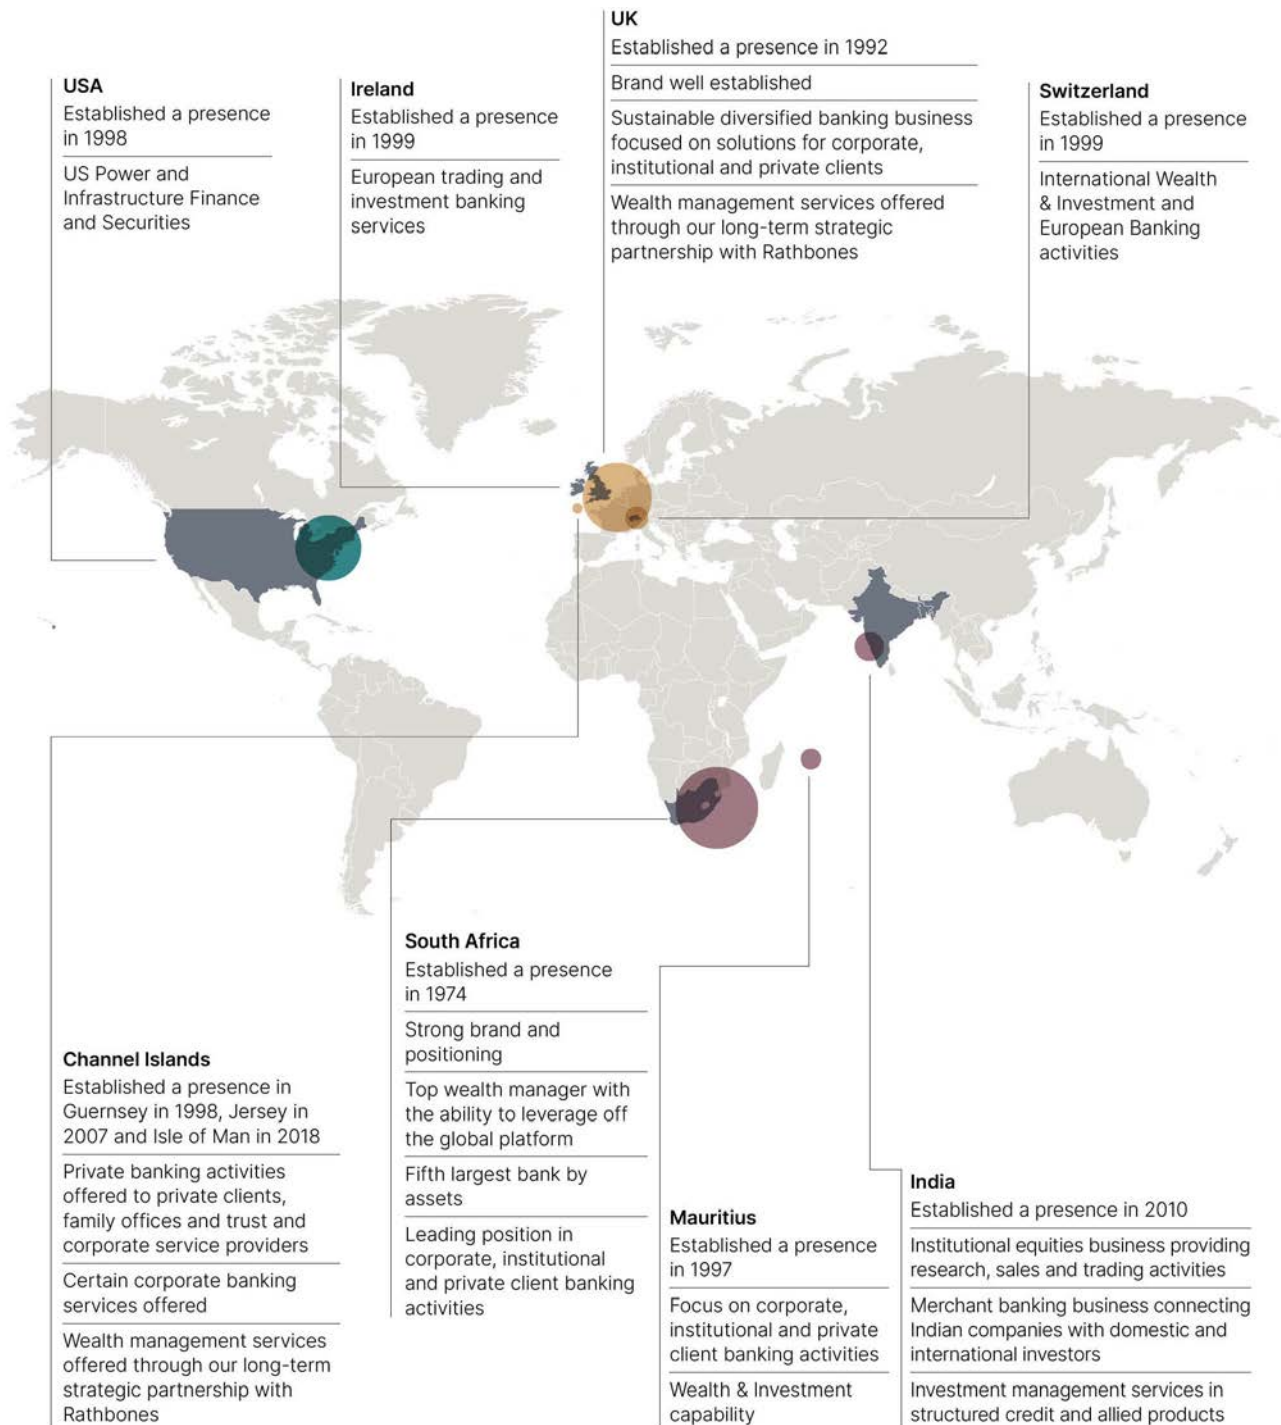 UK
Established a presence in 1992
Brand well established
Sustainable diversified banking business
focused on solutions for corporate,
institutional and private clients
Wealth management services offered
through our long-term strategic
partnership with Rathbones
USA
Established a presence
in 1998
US Power and
Infrastructure Finance
and Securities
Ireland
Established a presence
in 1999
European trading and
investment banking
services
Switzerland
Established a presence
in 1999
International Wealth
& Investment and
European Banking
activities
Channel Islands
Established a presence in
Guernsey in 1998, Jersey in
2007 and Isle of Man in 2018
Private banking activities
offered to private clients,
family offices and trust and
corporate service providers
Certain corporate banking
services offered
Wealth management services
offered through our long-term
strategic partnership with
Rathbones
South Africa
Established a presence
in 1974
Strong brand and
positioning
Top wealth manager with
the ability to leverage off
the global platform
Fifth largest bank by
assets
Leading position in
corporate, institutional
and private client banking
activities
Mauritius
Established a presence
in 1997
Focus on corporate,
institutional and private
client banking activities
Wealth & Investment
capability
India
Established a presence in 2010
Institutional equities business providing
research, sales and trading activities
Merchant banking business connecting
Indian companies with domestic and
international investors
Investment management services in
structured credit and allied products